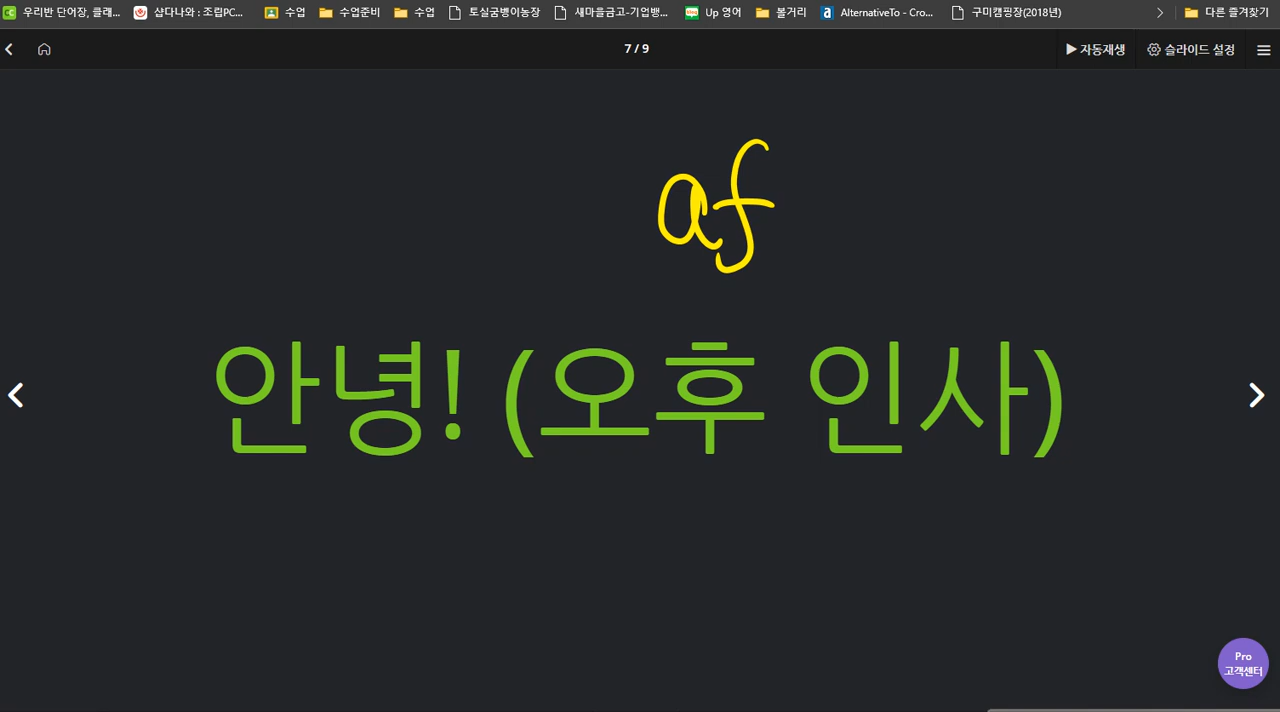 우리반 단어장, 클래... 샵다나와 : 조립PC... 수업 수업준비 수업 토실굼벵이농장 새마을금고-기업뱅... Up 영어 볼거리 AlternativeTo - Cro... 구미캠핑장(2018년) 다른 즐겨찾기
7 / 9 자동재생 슬라이드 설정
af
안녕! (오후 인사)
Pro
고객센터